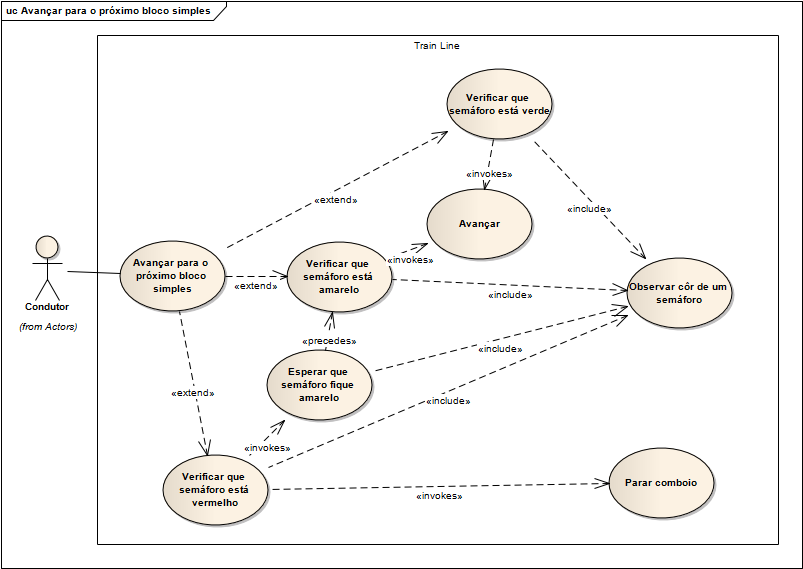 uc Avançar para o próximo bloco simples
Train Line
Verificar que
semáforo está verde
«invokes»
«extend»
«include»
Avançar
Condutor
(from Actors)
Avançar para o
próximo bloco
simples
«extend»
Verificar que
semáforo está
amarelo
«invokes»
«include»
Observar côr de um
semáforo
«precedes»
«include»
Esperar que
semáforo fique
amarelo
«extend»
«include»
«invokes»
Verificar que
semáforo está
vermelho
«invokes»
Parar comboio